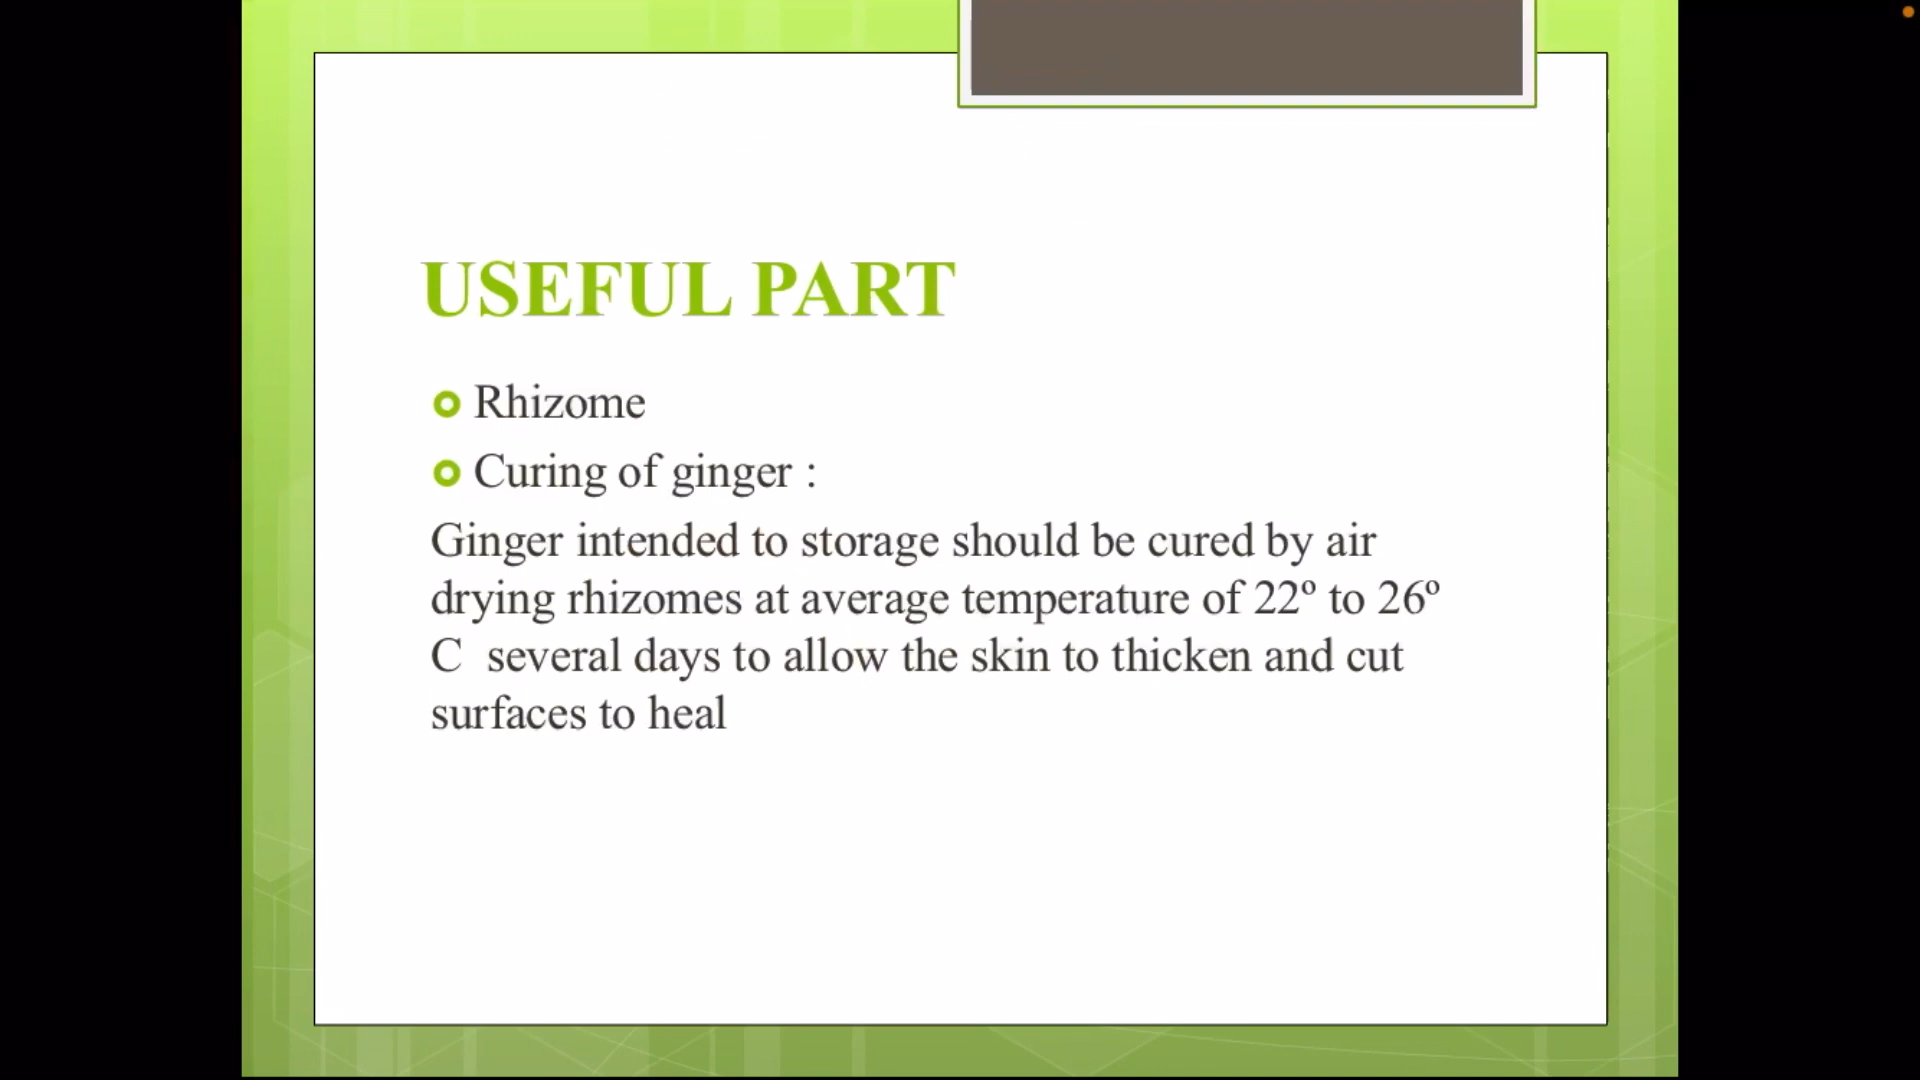 USEFUL PART
Rhizome
Curing of ginger :
Ginger intended to storage should be cured by air
drying rhizomes at average temperature of 22º to 26º
C several days to allow the skin to thicken and cut
surfaces to heal